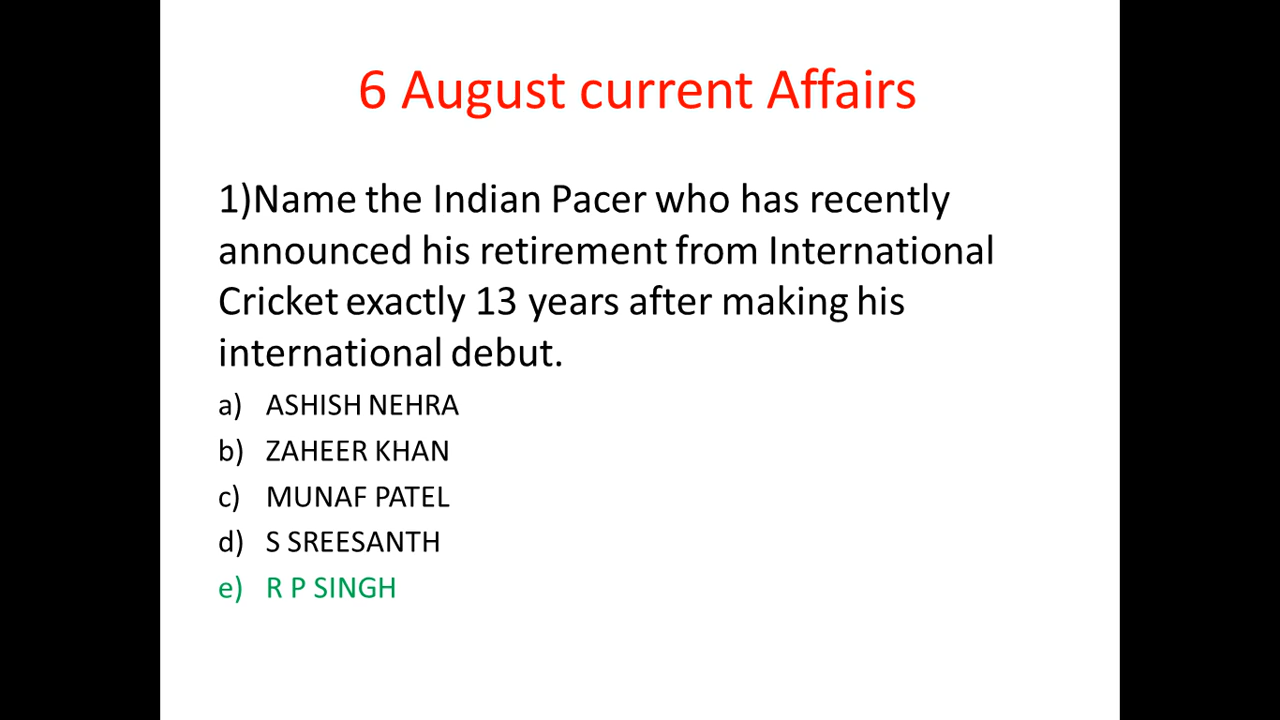 6 August current Affairs
1)Name the Indian Pacer who has recently
announced his retirement from International
Cricket exactly 13 years after making his
international debut.
a) ASHISH NEHRA
b) ZAHEER KHAN
c) MUNAF PATEL
d) S SREESANTH
e) R P SINGH